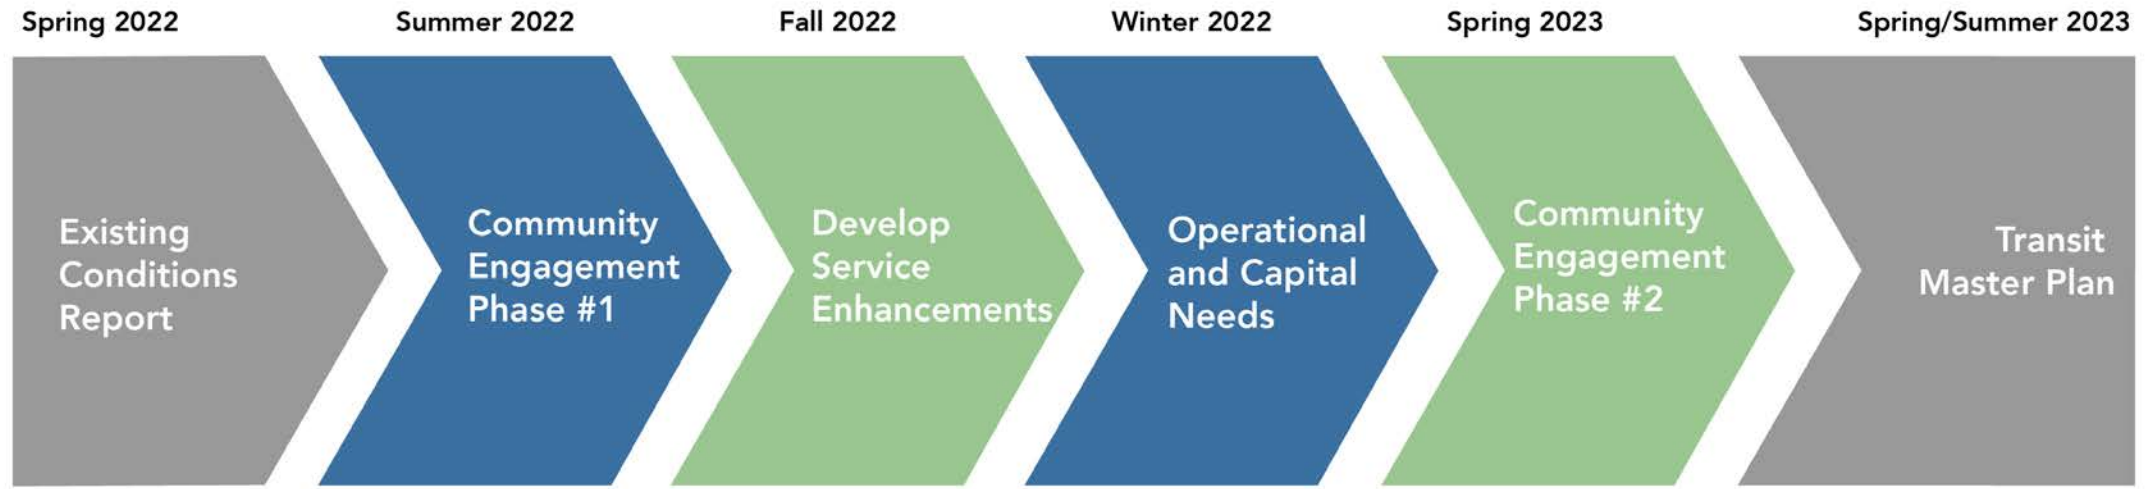 Spring 2022
Summer 2022
Fall 2022
Winter 2022
Spring 2023
Spring/Summer 2023
Existing
Conditions
Report
Community
Engagement
Phase #1
Develop
Service
Enhancements
Operational
and Capital
Needs
Community
Engagement
Phase #2
Transit
Master Plan